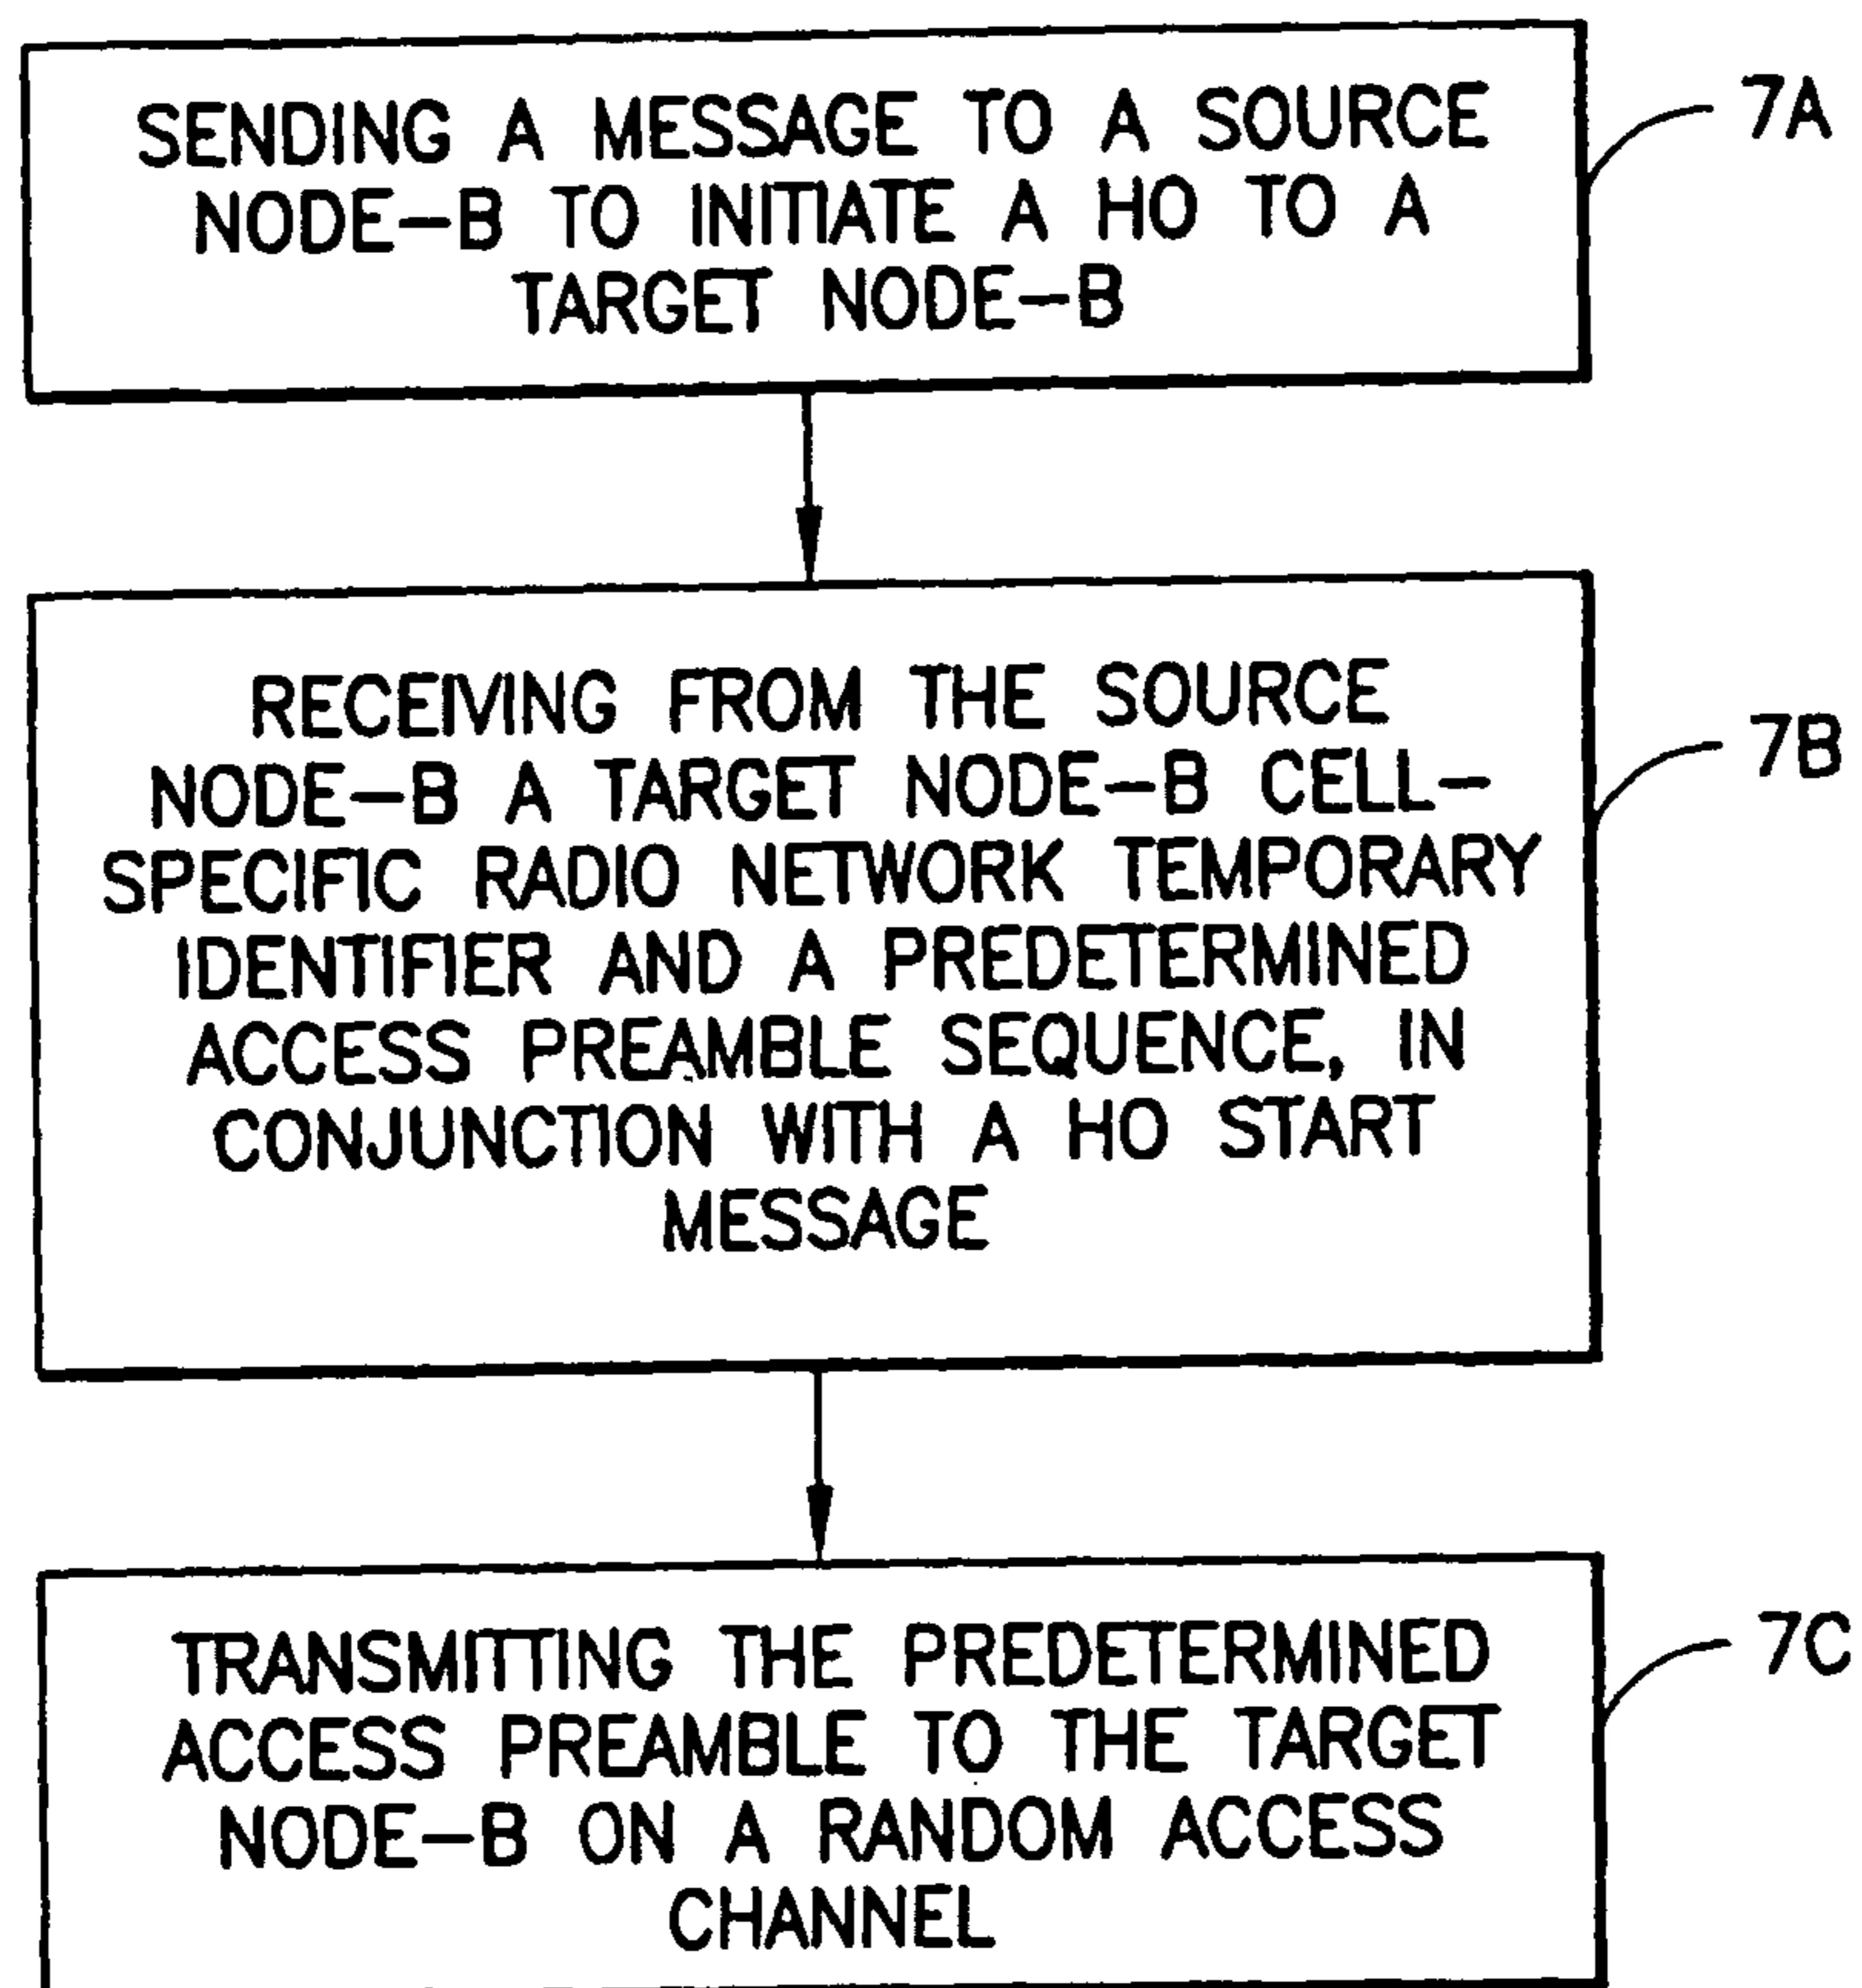 SENDING A MESSAGE TO A SOURCE
NODE-B TO INITIATE A HO TO A
TARGET NODE-B
7A
RECEIVING FROM THE SOURCE
NODE-B A TARGET NODE-B CELL-
SPECIFIC RADIO NETWORK TEMPORARY
IDENTIFIER AND A PREDETERMINED
ACCESS PREAMBLE SEQUENCE, IN
CONJUNCTION WITH A HO START
MESSAGE
7B
TRANSMITTING THE PREDETERMINED
ACCESS PREAMBLE TO THE TARGET
NODE-B ON A RANDOM ACCESS
CHANNEL
7C